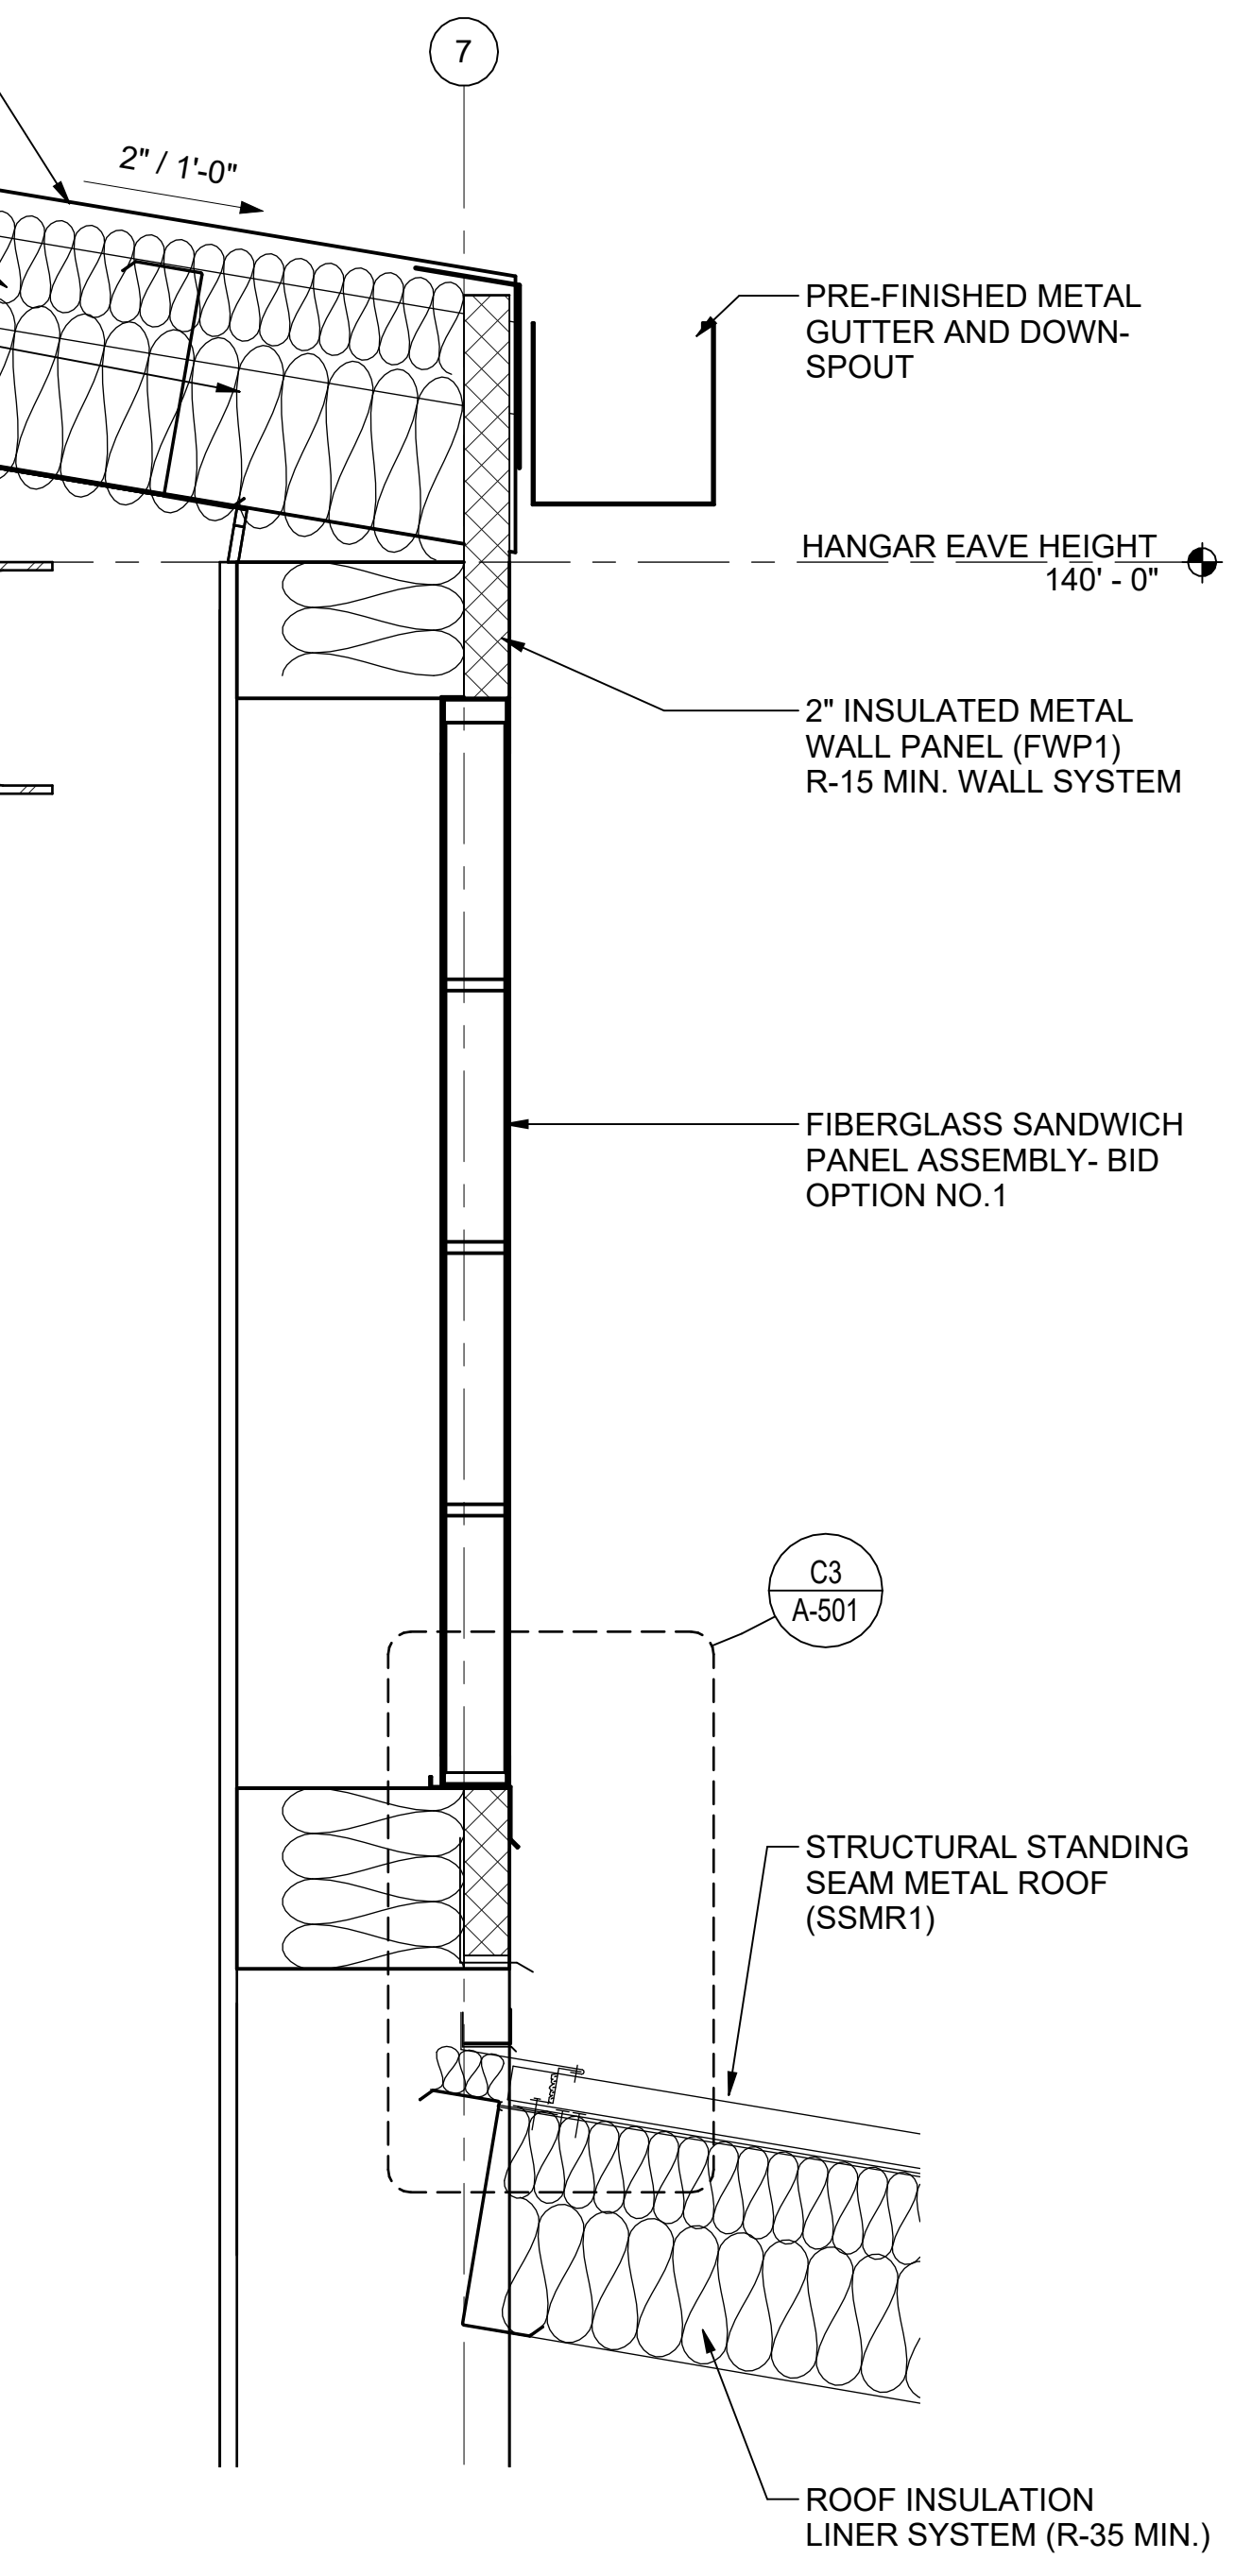 7
2" / 1'-0"
PRE-FINISHED METAL
GUTTER AND DOWN-
SPOUT
HANGAR EAVE HEIGHT
140' - 0"
2" INSULATED METAL
WALL PANEL (FWP1)
R-15 MIN. WALL SYSTEM
FIBERGLASS SANDWICH
PANEL ASSEMBLY- BID
OPTION NO.1
C3
A-501
STRUCTURAL STANDING
SEAM METAL ROOF
(SSMR1)
ROOF INSULATION
LINER SYSTEM (R-35 MIN.)